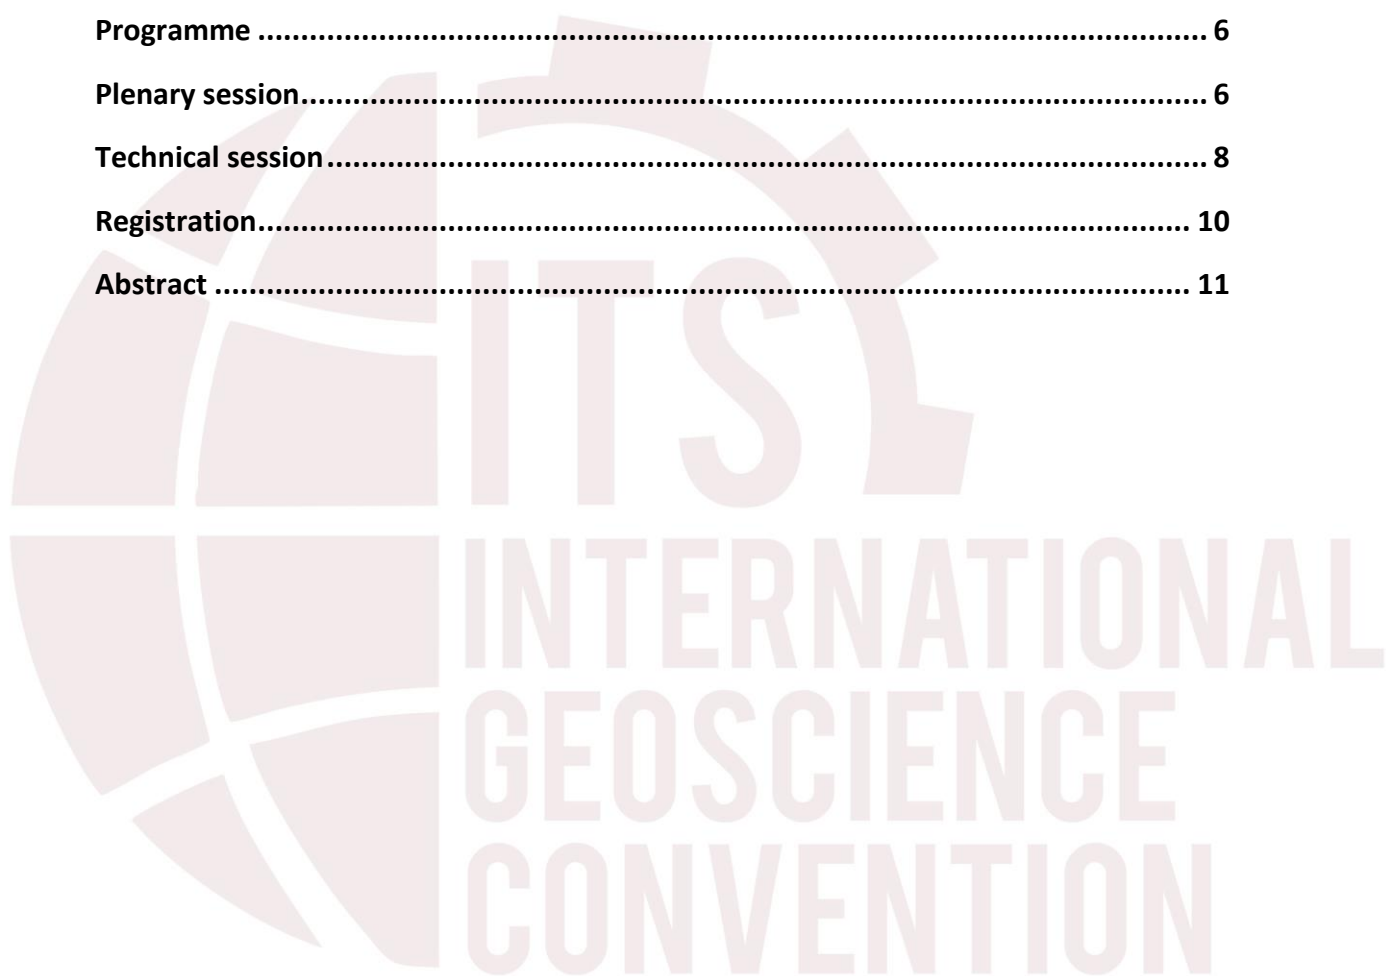 Programme ................................................................................................................ 6
Plenary session........................................................................................................... 6
Technical session........................................................................................................ 8
Registration.............................................................................................................. 10
Abstract ................................................................................................................... 11
ITS
INTERNATIONAL
GEOSCIENCE
CONVENTION